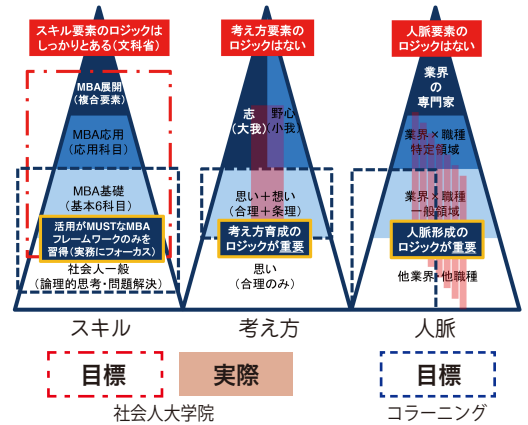 スキル要素のロジックは
しっかりとある(文科省)
MBA展開
(複合要素)
MBA応用
(応用科目)
MBA基礎
(基本6科目)
活用がMUSTなMBA
フレームワークのみを
習得(実務にフォーカス)
社会人一般
(論理的思考・問題解決)
スキル
考え方要素の
ロジックはない
志
(大我)
野心
(小我)
思い＋想い
(合理＋条理)
考え方育成の
ロジックが重要
思い
(合理のみ)
考え方
人脈要素の
ロジックはない
業界
の
専門家
業界×職種
特定領域
業界×職種
一般領域
人脈形成の
ロジックが重要
他業界・他職種
人脈
目標
実際
社会人大学院
目標
コラーニング